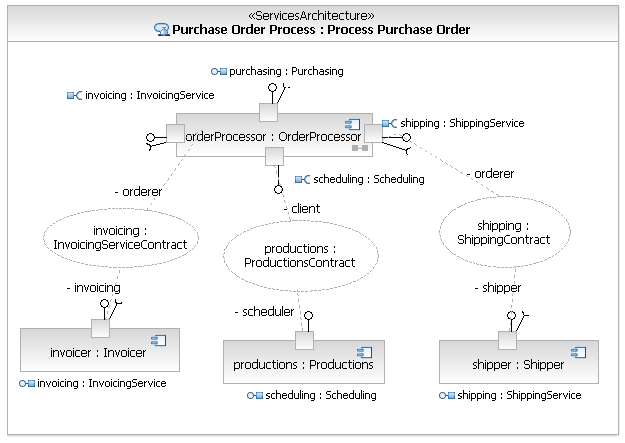 «ServicesArchitecture»
Purchase Order Process : Process Purchase Order
purchasing : Purchasing
invoicing : InvoicingService
orderProcessor : OrderProcessor
shipping : ShippingService
scheduling : Scheduling
- orderer
- client
- orderer
invoicing :
InvoicingServiceContract
productions :
ProductionsContract
shipping :
ShippingContract
- invoicing
- scheduler
- shipper
invoicer : Invoicer
productions : Productions
shipper : Shipper
invoicing : InvoicingService
scheduling : Scheduling
shipping : ShippingService